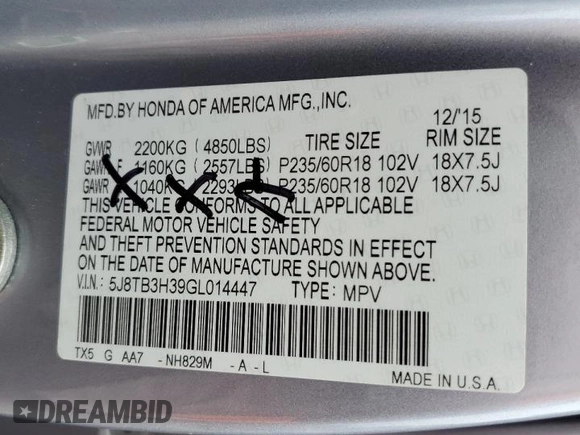 MFD.BY HONDA OF AMERICA MFG.,INC. 12/'15
GVWR 2200KG (4850LBS) TIRE SIZE RIM SIZE
GAWR F 1160KG (2557LBS) P235/60R18 102V 18X7.5J
GAWR 1040K 2293 P235/60R18 102V 18X7.5J
THIS VEHICLE CONFORMS TO ALL APPLICABLE
FEDERAL MOTOR VEHICLE SAFETY
AND THEFT PREVENTION STANDARDS IN EFFECT
ON THE DATE OF MANUFACTURE SHOWN ABOVE.
V.I.N.: 5J8TB3H39GL014447 TYPE: MPV
TX5 G AA7 - NH829M - A - L
MADE IN U.S.A.
DREAMBID